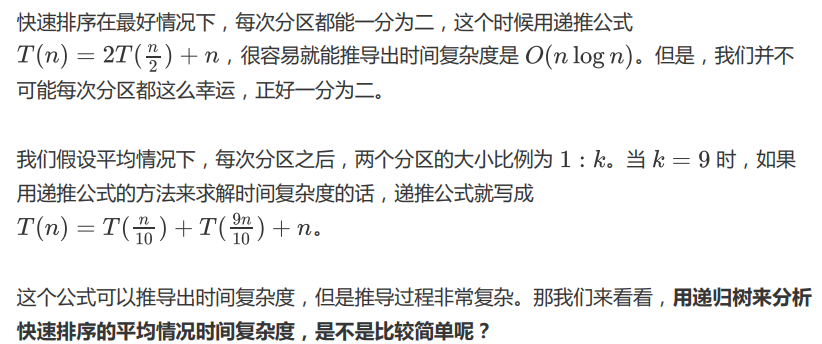 快速排序在最好情况下，每次分区都能一分为二，这个时候用递推公式
T(n) = 2T(n/2) + n，很容易就能推导出时间复杂度是 O(n log n)。但是，我们并不
可能每次分区都这么幸运，正好一分为二。
我们假设平均情况下，每次分区之后，两个分区的大小比例为 1 : k。当 k = 9 时，如果
用递推公式的方法来求解时间复杂度的话，递推公式就写成
T(n) = T(n/10) + T(9n/10) + n。
这个公式可以推导出时间复杂度，但是推导过程非常复杂。那我们来看看，用递归树来分析
快速排序的平均情况时间复杂度，是不是比较简单呢？